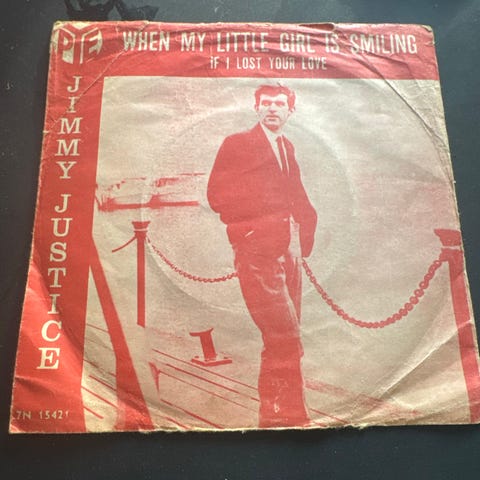 PYE
WHEN MY LITTLE GIRL IS SMILING
IF I LOST YOUR LOVE
JIMMY JUSTICE
7N 15421